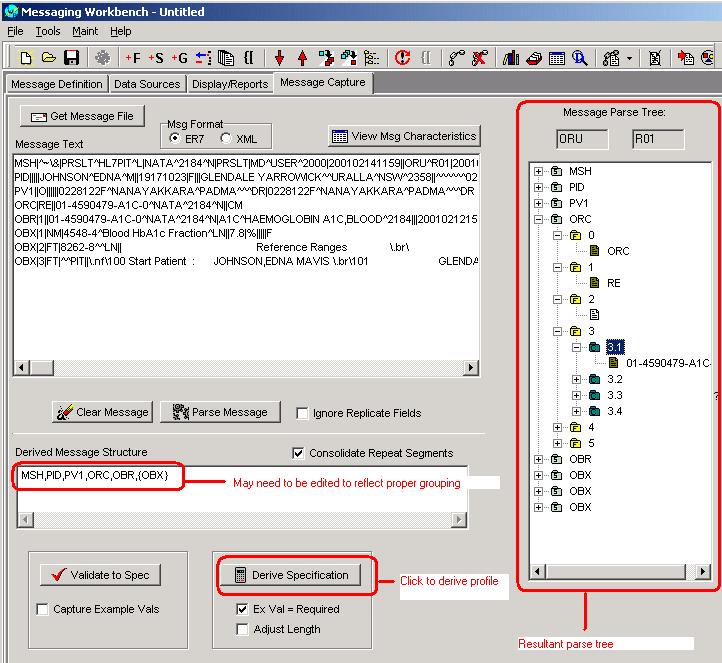 Messaging Workbench - Untitled
File Tools Maint Help
+F +S +G
Message Definition Data Sources Display/Reports Message Capture
Get Message File
Msg Format
ER7 XML
View Msg Characteristics
Message Text
MSH|^~\&|PRSLT^HL7PIT^L|NATA^2184^N|PRSLT|MD^USER^2000|200102141159||ORU^R01|2001
PID|||||JOHNSON^EDNA^M||19171023|F|||GLENDALE YARROWICK^^URALLA^NSW^2358||^^^^^^02
PV1||O||||||0228122F^NANAYAKKARA^PADMA^^^DR|0228122F^NANAYAKKARA^PADMA^^^DR
ORC|RE||01-4590479-A1C-0^NATA^2184^N||CM
OBR|1||01-4590479-A1C-0^NATA^2184^N|A1C^HAEMOGLOBIN A1C,BLOOD^2184|||2001021215
OBX|1|NM|4548-4^Blood HbA1c Fraction^LN||7.8|%|||||F
OBX|2|FT|8262-8^^LN|| Reference Ranges \.br\
OBX|3|FT|^^PIT||\.nf\100 Start Patient : JOHNSON,EDNA MAVIS \.br\101 GLENDA
Clear Message
Parse Message
Ignore Replicate Fields
Derived Message Structure
Consolidate Repeat Segments
MSH,PID,PV1,ORC,OBR,{OBX}
May need to be edited to reflect proper grouping
Validate to Spec
Capture Example Vals
Derive Specification
Ex Val = Required
Adjust Length
Click to derive profile
Message Parse Tree:
ORU R01
MSH
PID
PV1
ORC
0
ORC
1
RE
2
3
3.1
01-4590479-A1C-
3.2
3.3
3.4
4
5
OBR
OBX
OBX
OBX
Resultant parse tree